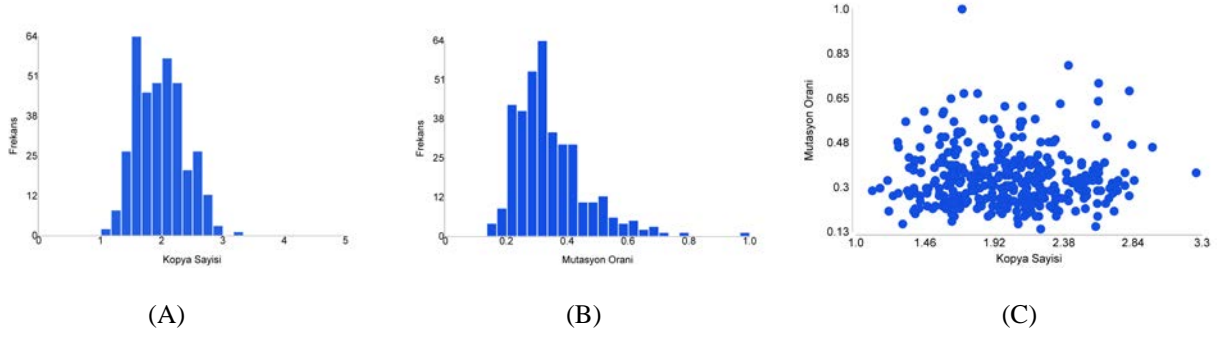 64
51
38
25
12
0
0 1 2 3 4 5
Frekans
Kopya Sayisi
(A)
64
51
38
25
12
0
0 0.2 0.4 0.6 0.8 1.0
Frekans
Mutasyon Orani
(B)
1.0
0.83
0.65
0.48
0.3
0.13
1.0 1.46 1.92 2.38 2.84 3.3
Mutasyon Orani
Kopya Sayisi
(C)